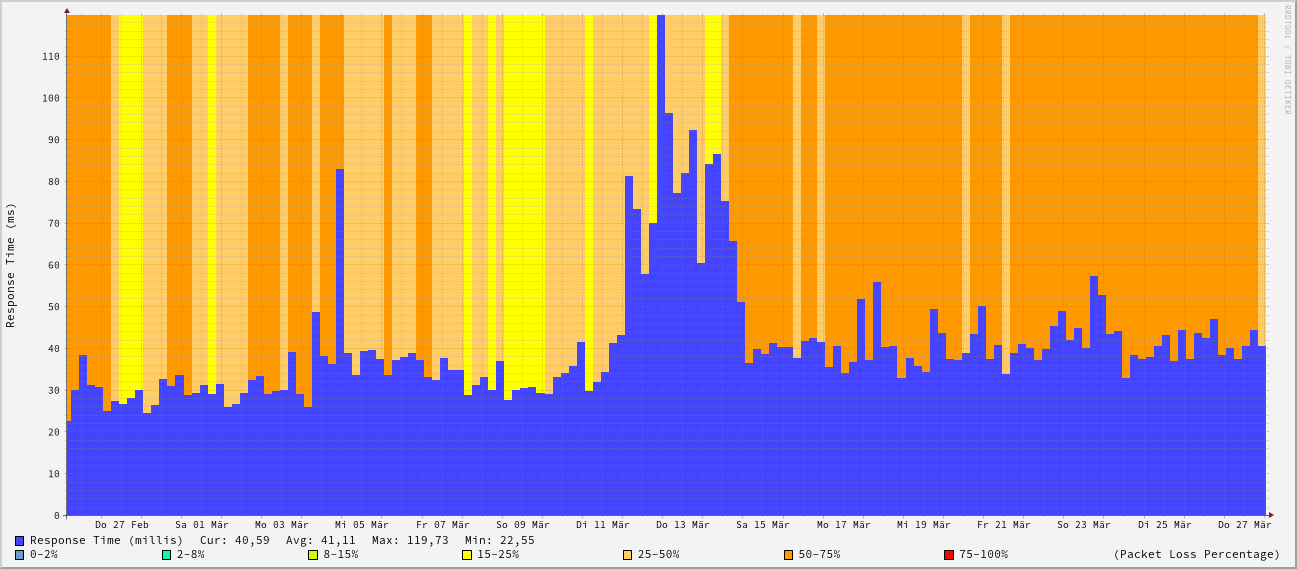 RRDTOOL / TOBI OETIKER
Response Time (ms)
110
100
90
80
70
60
50
40
30
20
10
0
Do 27 Feb Sa 01 Mär Mo 03 Mär Mi 05 Mär Fr 07 Mär So 09 Mär Di 11 Mär Do 13 Mär Sa 15 Mär Mo 17 Mär Mi 19 Mär Fr 21 Mär So 23 Mär Di 25 Mär Do 27 Mär
Response Time (millis) Cur: 40,59 Avg: 41,11 Max: 119,73 Min: 22,55
0-2% 2-8% 8-15% 15-25% 25-50% 50-75% 75-100% (Packet Loss Percentage)